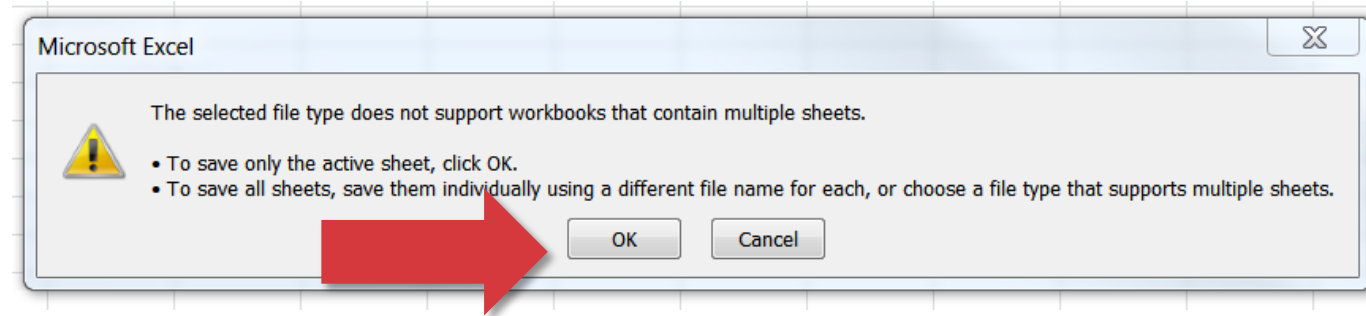 Microsoft Excel
The selected file type does not support workbooks that contain multiple sheets.
• To save only the active sheet, click OK.
• To save all sheets, save them individually using a different file name for each, or choose a file type that supports multiple sheets.
OK Cancel